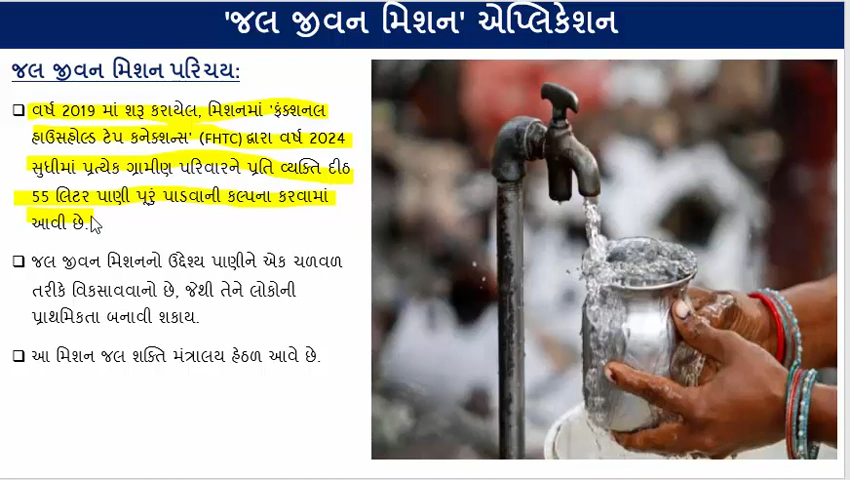 'જલ જીવન મિશન' એપ્લિકેશન
જલ જીવન મિશન પરિચય:
વર્ષ 2019 માં શરૂ કરાયેલ, મિશનમાં 'ફંક્શનલ
હાઉસહોલ્ડ ટેપ કનેક્શન્સ' (FHTC) દ્વારા વર્ષ 2024
સુધીમાં પ્રત્યેક ગ્રામીણ પરિવારને પ્રતિ વ્યક્તિ દીઠ
55 લિટર પાણી પૂરું પાડવાની કલ્પના કરવામાં
આવી છે.
જલ જીવન મિશનનો ઉદ્દેશ્ય પાણીને એક ચળવળ
તરીકે વિકસાવવાનો છે, જેથી તેને લોકોની
પ્રાથમિકતા બનાવી શકાય.
આ મિશન જલ શક્તિ મંત્રાલય હેઠળ આવે છે.